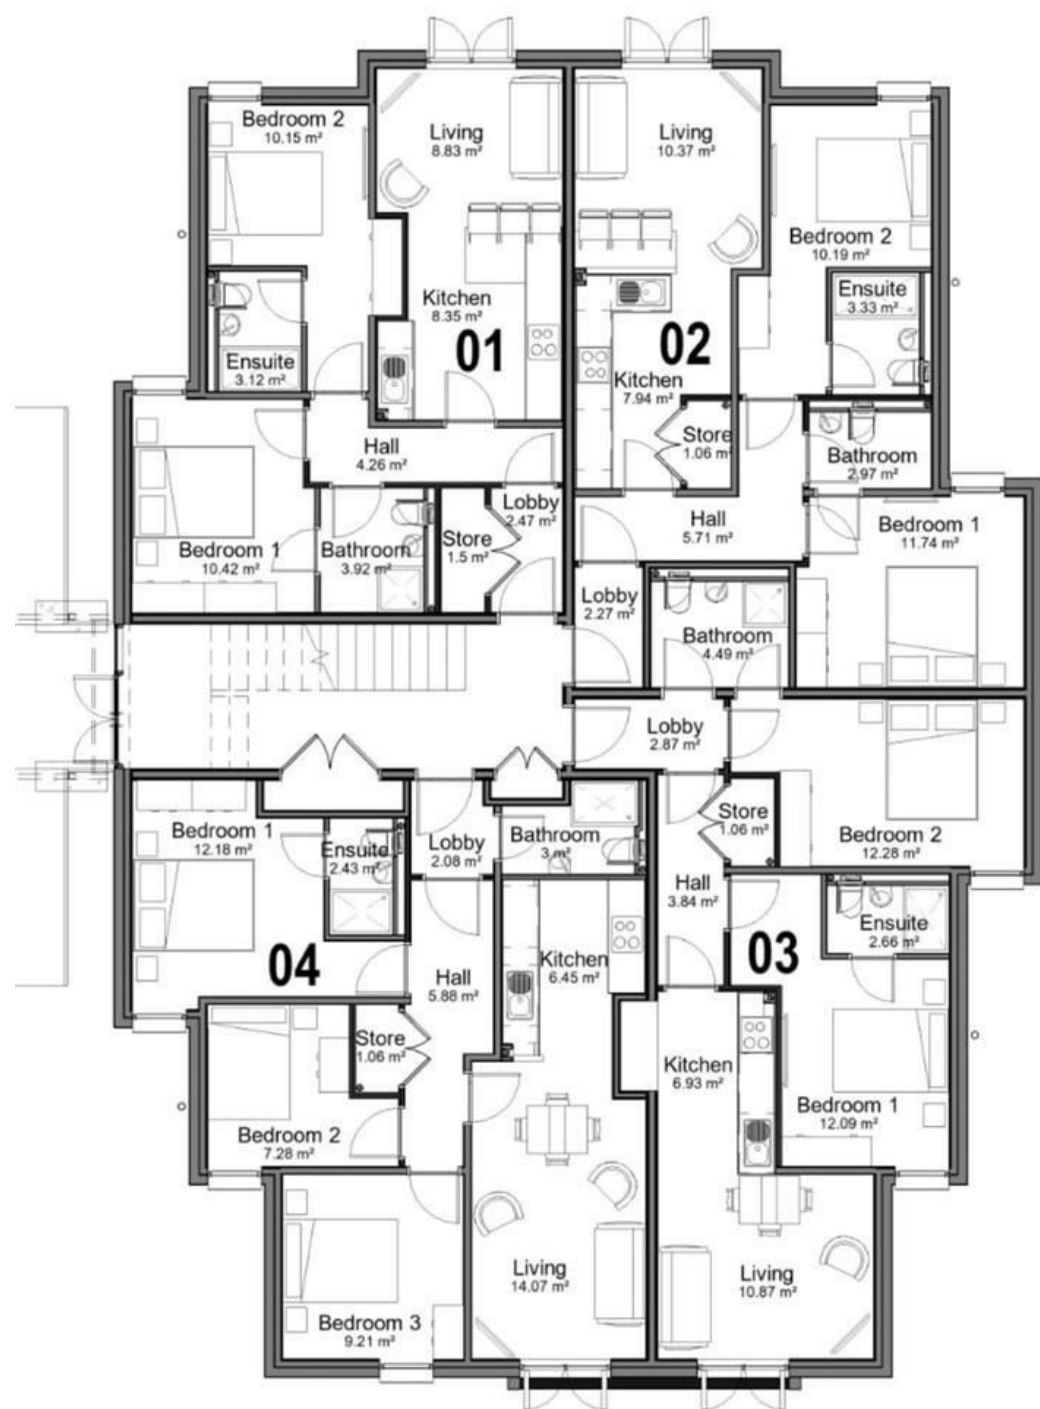 Bedroom 2
10.15 m²
Living
8.83 m²
Living
10.37 m²
Bedroom 2
10.19 m²
Kitchen
8.35 m²
01
Ensuite
3.12 m²
Ensuite
3.33 m²
02
Kitchen
7.94 m²
Hall
4.26 m²
Store
1.06 m²
Bathroom
2.97 m²
Bedroom 1
10.42 m²
Bathroom
3.92 m²
Store
1.5 m²
Lobby
2.47 m²
Hall
5.71 m²
Bedroom 1
11.74 m²
Lobby
2.27 m²
Bathroom
4.49 m²
Lobby
2.87 m²
Bedroom 1
12.18 m²
Ensuite
2.43 m²
Lobby
2.08 m²
Bathroom
3 m²
Store
1.06 m²
Bedroom 2
12.28 m²
Hall
3.84 m²
Ensuite
2.66 m²
04
03
Kitchen
6.45 m²
Hall
5.88 m²
Store
1.06 m²
Kitchen
6.93 m²
Bedroom 1
12.09 m²
Bedroom 2
7.28 m²
Living
14.07 m²
Living
10.87 m²
Bedroom 3
9.21 m²